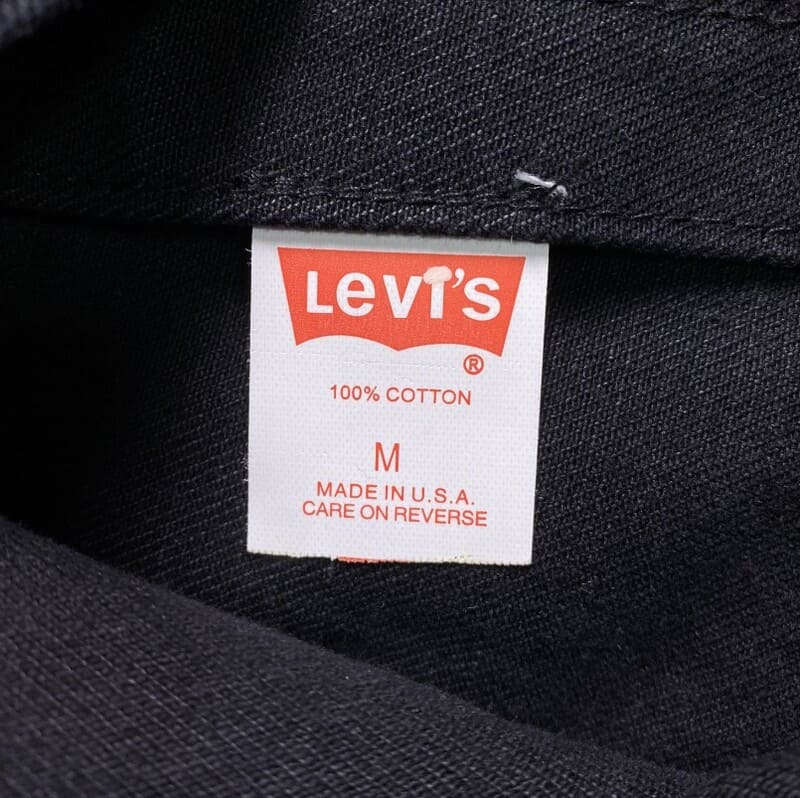 Levi's
®
100% COTTON
M
MADE IN U.S.A.
CARE ON REVERSE